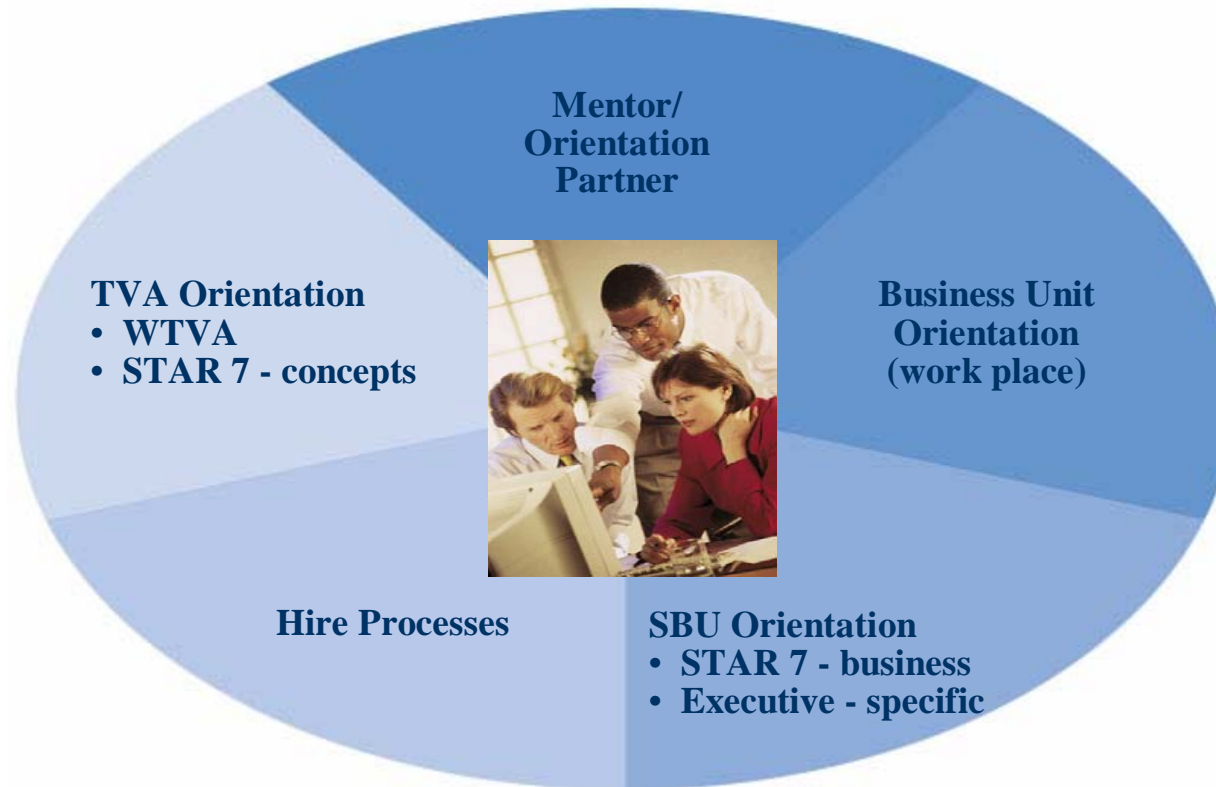 Mentor/
Orientation
Partner
TVA Orientation
• WTVA
• STAR 7 - concepts
Business Unit
Orientation
(work place)
Hire Processes
SBU Orientation
• STAR 7 - business
• Executive - specific